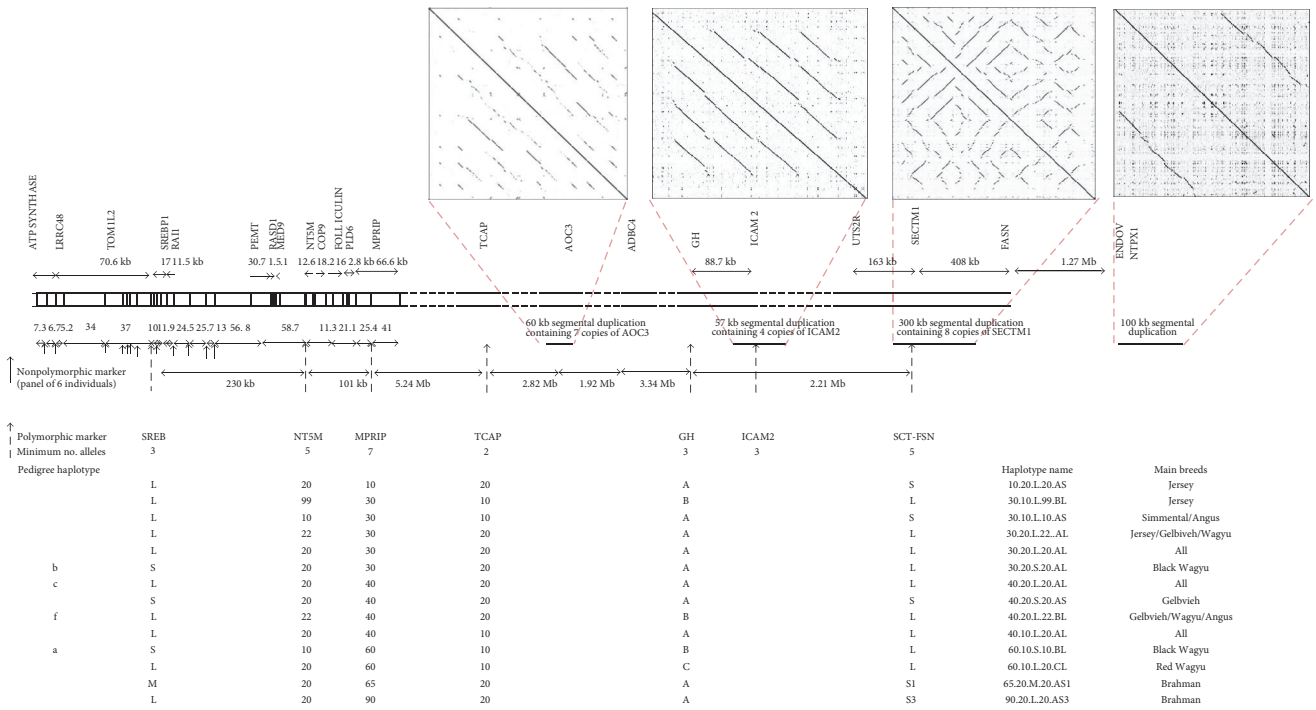 ATP SYNTHASE
LRRC48
TOM1L2
SREBP1
RAI1
PEMT
RASD1
MED9
NT5M
COP9
FOLLICULIN
PLD6
MPRIP
TCAP
AOC3
ADBC4
GH
ICAM 2
UTS2R
SECTM1
FASN
ENDOV
NTPX1
70.6 kb 17 11.5 kb 30.7 1.5.1 12.6 18.2 16 2.8 kb 66.6 kb 88.7 kb 163 kb 408 kb 1.27 Mb
7.3 6.75.2 34 37 10 11.9 24.5 25.7 13 56. 8 58.7 11.3 21.1 25.4 41
60 kb segmental duplication
containing 7 copies of AOC3
57 kb segmental duplication
containing 4 copies of ICAM2
300 kb segmental duplication
containing 8 copies of SECTM1
100 kb segmental
duplication
Nonpolymorphic marker
(panel of 6 individuals)
230 kb 101 kb 5.24 Mb 2.82 Mb 1.92 Mb 3.34 Mb 2.21 Mb
Polymorphic marker SREB NT5M MPRIP TCAP GH ICAM2 SCT-FSN
Minimum no. alleles 3 5 7 2 3 3 5
Pedigree haplotype Haplotype name Main breeds
L 20 10 20 A S 10.20.L.20.AS Jersey
L 99 30 10 B L 30.10.L.99.BL Jersey
L 10 30 10 A S 30.10.L.10.AS Simmental/Angus
L 22 30 20 A L 30.20.L.22..AL Jersey/Gelbiveh/Wagyu
L 20 30 20 A L 30.20.L.20.AL All
b S 20 30 20 A L 30.20.S.20.AL Black Wagyu
c L 20 40 20 A L 40.20.L.20.AL All
S 20 40 20 A S 40.20.S.20.AS Gelbvieh
f L 22 40 20 B L 40.20.L.22.BL Gelbvieh/Wagyu/Angus
L 20 40 10 A L 40.10.L.20.AL All
a S 10 60 10 B L 60.10.S.10.BL Black Wagyu
L 20 60 10 C L 60.10.L.20.CL Red Wagyu
M 20 65 20 A S1 65.20.M.20.AS1 Brahman
L 20 90 20 A S3 90.20.L.20.AS3 Brahman